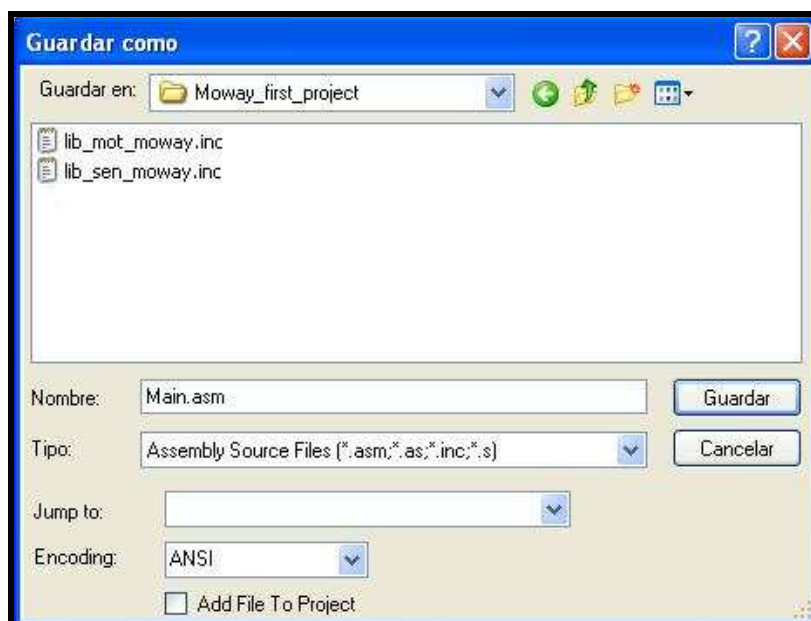 Guardar como
Guardar en: Moway_first_project
lib_mot_moway.inc
lib_sen_moway.inc
Nombre: Main.asm Guardar
Tipo: Assembly Source Files (*.asm;*.as;*.inc;*.s) Cancelar
Jump to:
Encoding: ANSI
Add File To Project